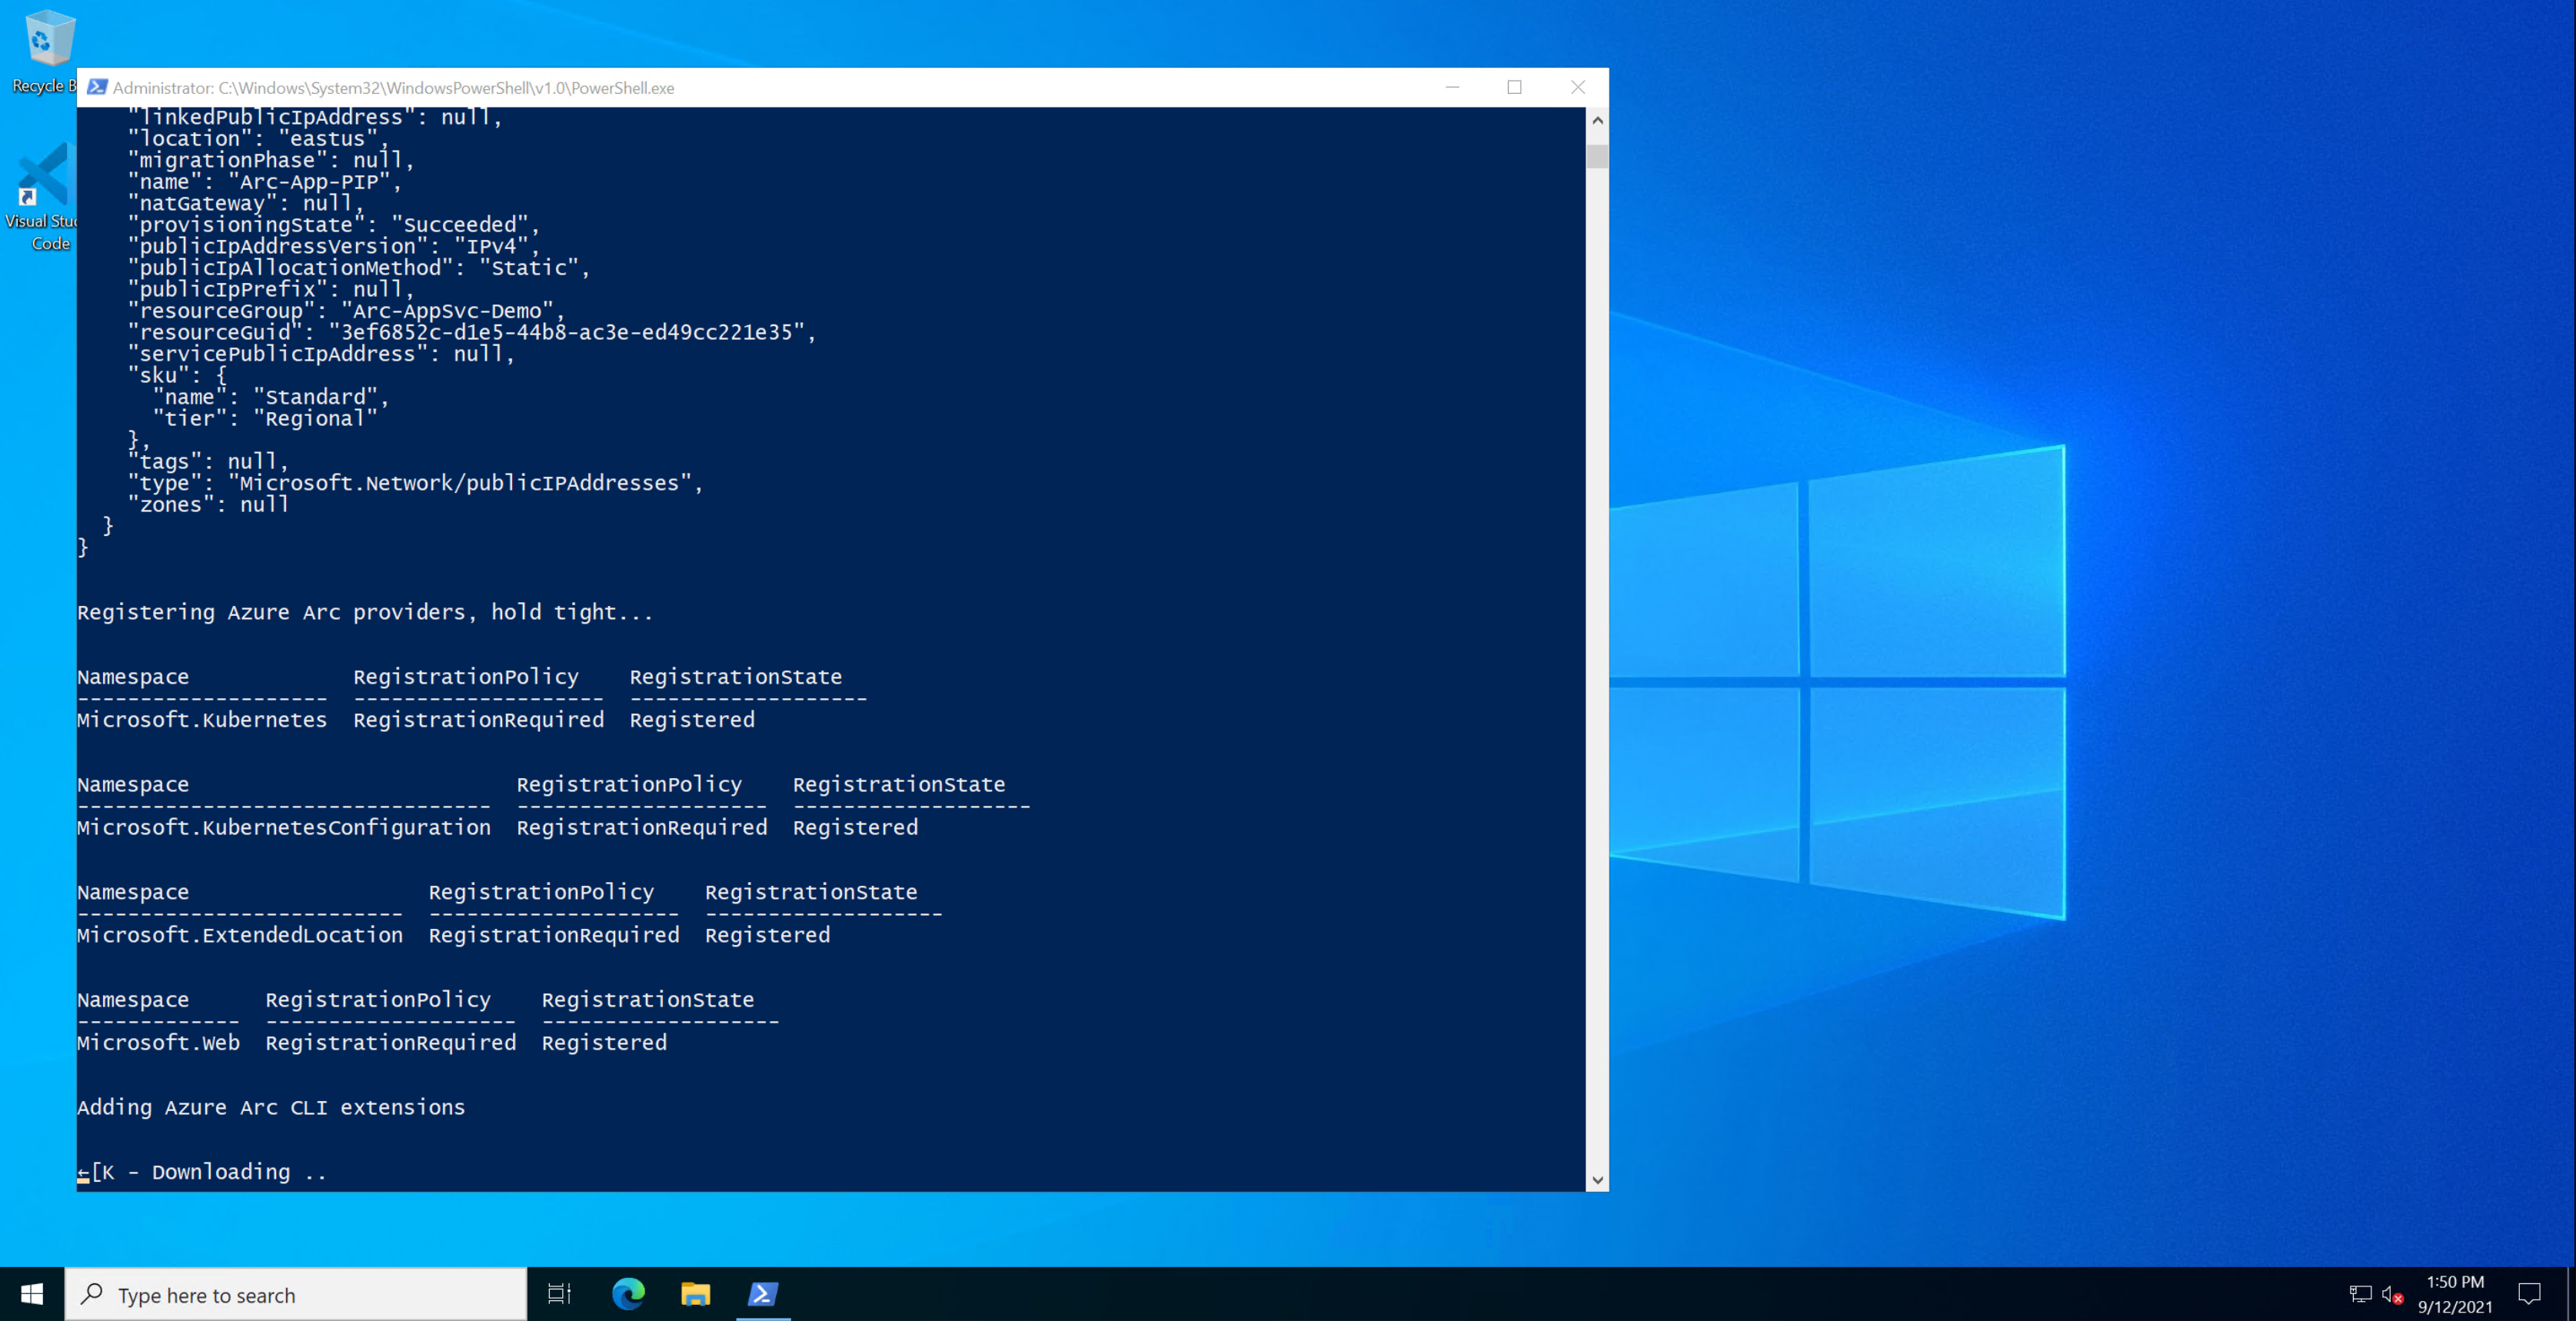 Recycle B
Visual Stu
Code
Administrator: C:\Windows\System32\WindowsPowerShell\v1.0\PowerShell.exe
"linkedPublicIpAddress": null,
"location": "eastus",
"migrationPhase": null,
"name": "Arc-App-PIP",
"natGateway": null,
"provisioningState": "Succeeded",
"publicIpAddressVersion": "IPv4",
"publicIpAllocationMethod": "Static",
"publicIpPrefix": null,
"resourceGroup": "Arc-AppSvc-Demo",
"resourceGuid": "3ef6852c-d1e5-44b8-ac3e-ed49cc221e35",
"servicePublicIpAddress": null,
"sku": {
"name": "Standard",
"tier": "Regional"
},
"tags": null,
"type": "Microsoft.Network/publicIPAddresses",
"zones": null
}
}
Registering Azure Arc providers, hold tight...
Namespace RegistrationPolicy RegistrationState
-------------------- -------------------- -------------------
Microsoft.Kubernetes RegistrationRequired Registered
Namespace RegistrationPolicy RegistrationState
--------------------------------- -------------------- -------------------
Microsoft.KubernetesConfiguration RegistrationRequired Registered
Namespace RegistrationPolicy RegistrationState
-------------------------- -------------------- -------------------
Microsoft.ExtendedLocation RegistrationRequired Registered
Namespace RegistrationPolicy RegistrationState
------------- -------------------- -------------------
Microsoft.Web RegistrationRequired Registered
Adding Azure Arc CLI extensions
←[K - Downloading ..
Type here to search
1:50 PM
9/12/2021